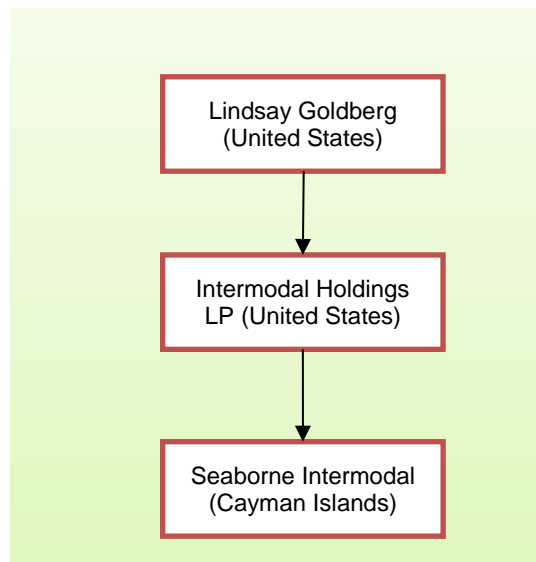 Lindsay Goldberg
(United States)
Intermodal Holdings
LP (United States)
Seaborne Intermodal
(Cayman Islands)